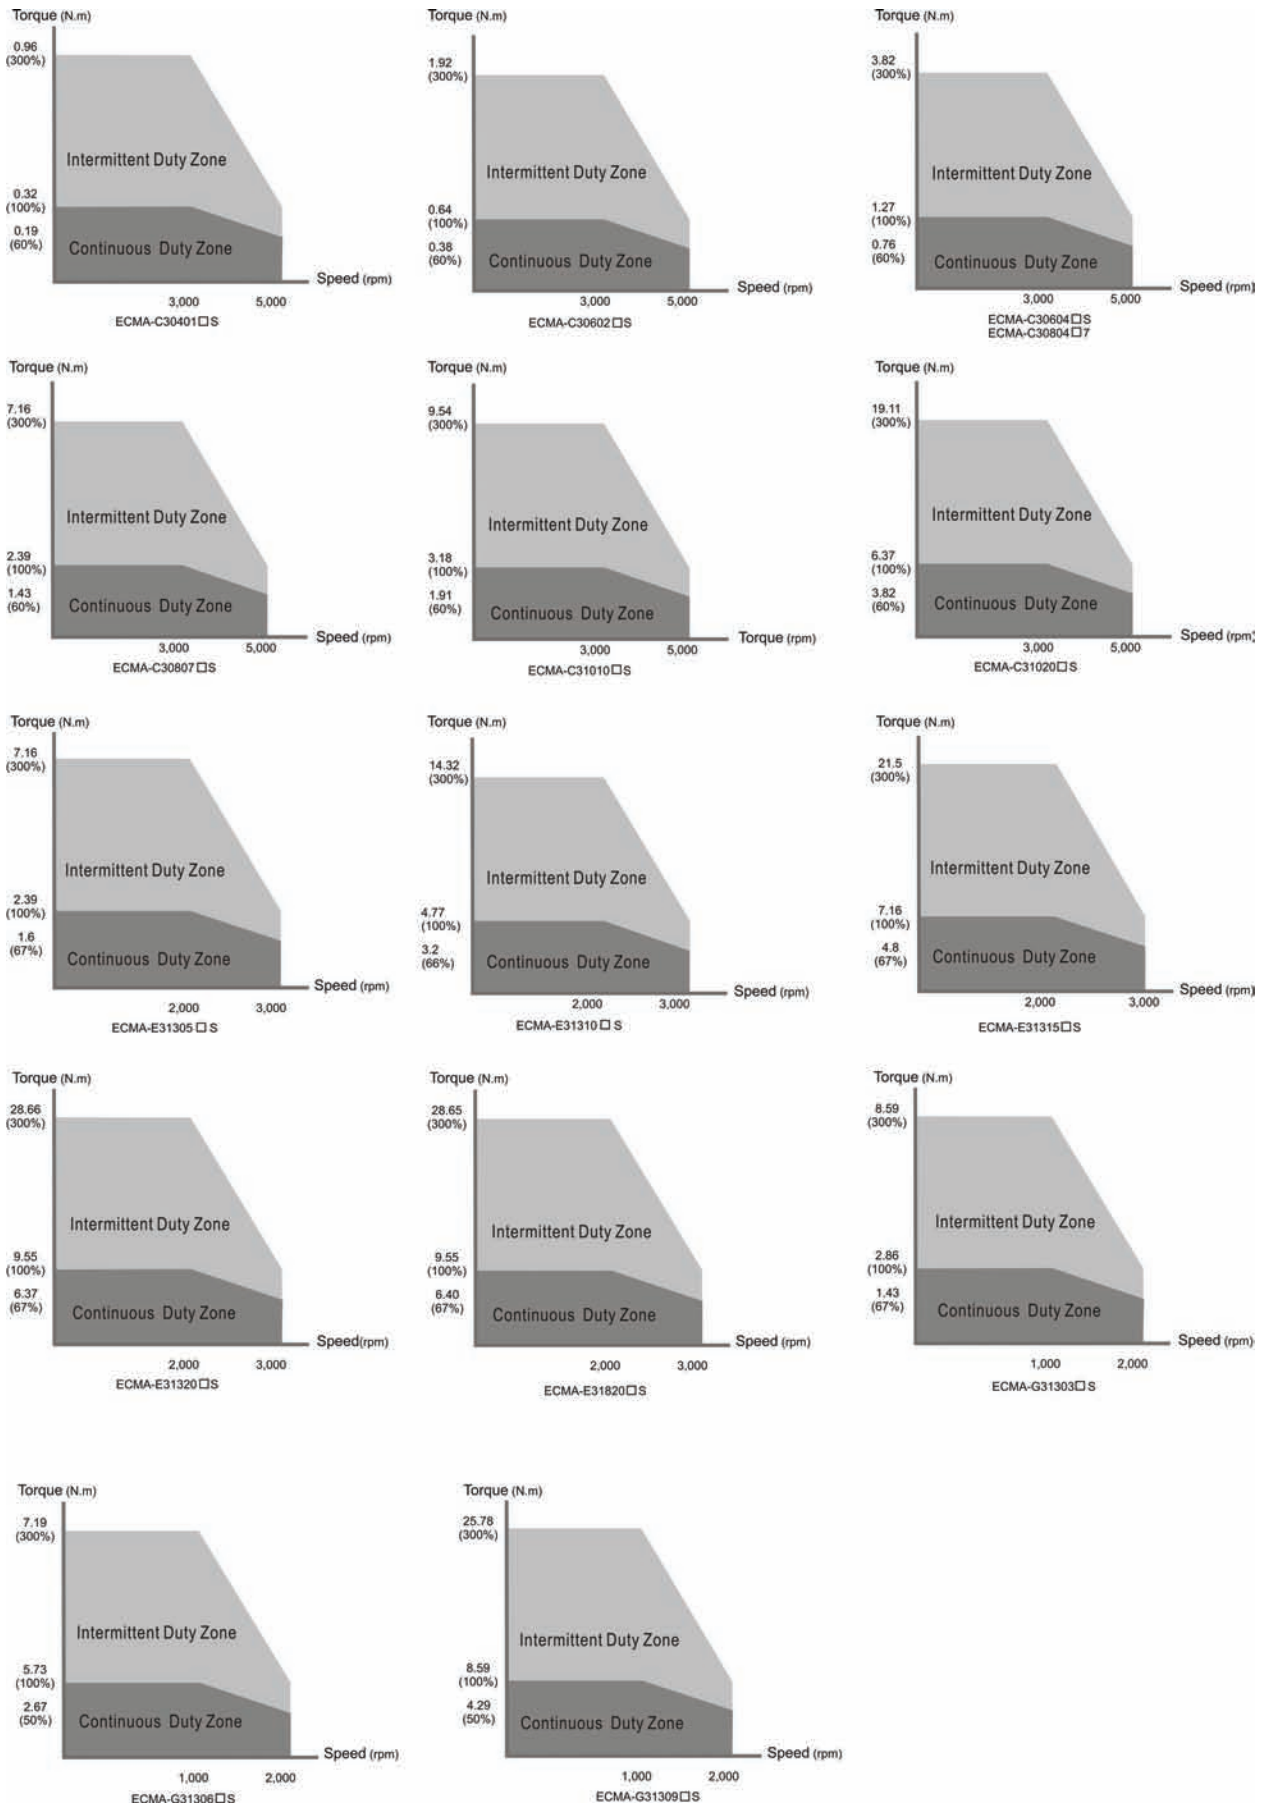 Torque (N.m)
0.96
(300%)
Intermittent Duty Zone
0.32
(100%)
0.19
(60%)
Continuous Duty Zone
Speed (rpm)
3,000 5,000
ECMA-C30401□S
Torque (N.m)
1.92
(300%)
Intermittent Duty Zone
0.64
(100%)
0.38
(60%)
Continuous Duty Zone
Speed (rpm)
3,000 5,000
ECMA-C30602□S
Torque (N.m)
3.82
(300%)
Intermittent Duty Zone
1.27
(100%)
0.76
(60%)
Continuous Duty Zone
Speed (rpm)
3,000 5,000
ECMA-C30604□S
ECMA-C30804□7
Torque (N.m)
7.16
(300%)
Intermittent Duty Zone
2.39
(100%)
1.43
(60%)
Continuous Duty Zone
Speed (rpm)
3,000 5,000
ECMA-C30807□S
Torque (N.m)
9.54
(300%)
Intermittent Duty Zone
3.18
(100%)
1.91
(60%)
Continuous Duty Zone
Torque (rpm)
3,000 5,000
ECMA-C31010□S
Torque (N.m)
19.11
(300%)
Intermittent Duty Zone
6.37
(100%)
3.82
(60%)
Continuous Duty Zone
Speed (rpm)
3,000 5,000
ECMA-C31020□S
Torque (N.m)
7.16
(300%)
Intermittent Duty Zone
2.39
(100%)
1.6
(67%)
Continuous Duty Zone
Speed (rpm)
2,000 3,000
ECMA-E31305□S
Torque (N.m)
14.32
(300%)
Intermittent Duty Zone
4.77
(100%)
3.2
(66%)
Continuous Duty Zone
Speed (rpm)
2,000 3,000
ECMA-E31310□S
Torque (N.m)
21.5
(300%)
Intermittent Duty Zone
7.16
(100%)
4.8
(67%)
Continuous Duty Zone
Speed (rpm)
2,000 3,000
ECMA-E31315□S
Torque (N.m)
28.66
(300%)
Intermittent Duty Zone
9.55
(100%)
6.37
(67%)
Continuous Duty Zone
Speed(rpm)
2,000 3,000
ECMA-E31320□S
Torque (N.m)
28.65
(300%)
Intermittent Duty Zone
9.55
(100%)
6.40
(67%)
Continuous Duty Zone
Speed (rpm)
2,000 3,000
ECMA-E31820□S
Torque (N.m)
8.59
(300%)
Intermittent Duty Zone
2.86
(100%)
1.43
(67%)
Continuous Duty Zone
Speed (rpm)
1,000 2,000
ECMA-G31303□S
Torque (N.m)
7.19
(300%)
Intermittent Duty Zone
5.73
(100%)
2.67
(50%)
Continuous Duty Zone
Speed (rpm)
1,000 2,000
ECMA-G31306□S
Torque (N.m)
25.78
(300%)
Intermittent Duty Zone
8.59
(100%)
4.29
(50%)
Continuous Duty Zone
Speed (rpm)
1,000 2,000
ECMA-G31309□S